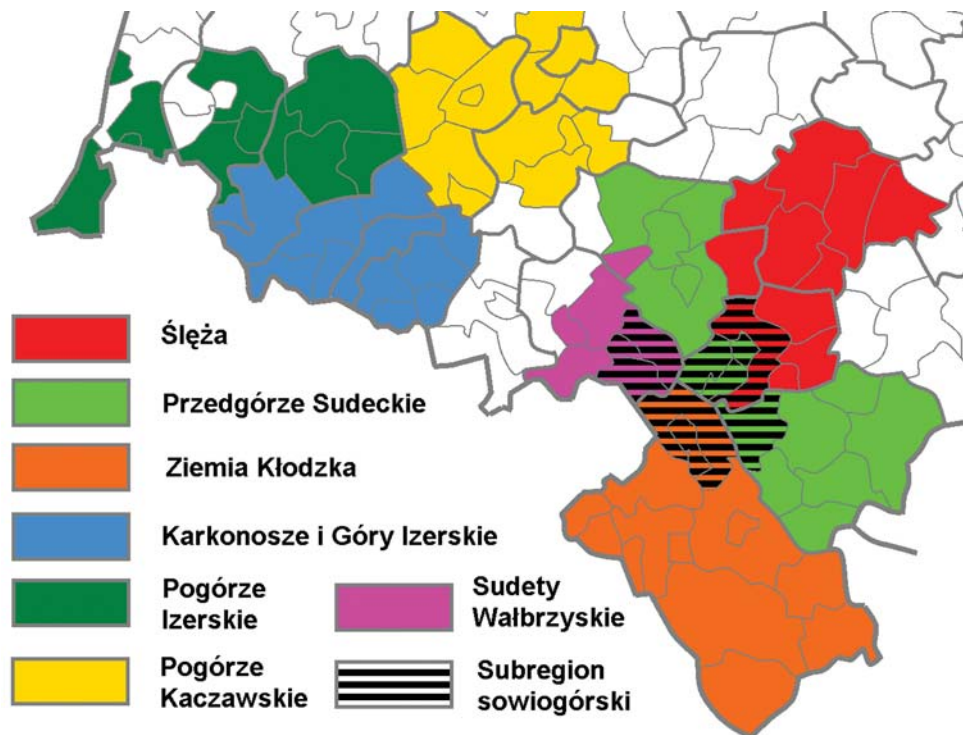 Ślęża
Przedgórze Sudeckie
Ziemia Kłodzka
Karkonosze i Góry Izerskie
Pogórze
Izerskie
Pogórze
Kaczawskie
Sudety
Wałbrzyskie
Subregion
sowiogórski